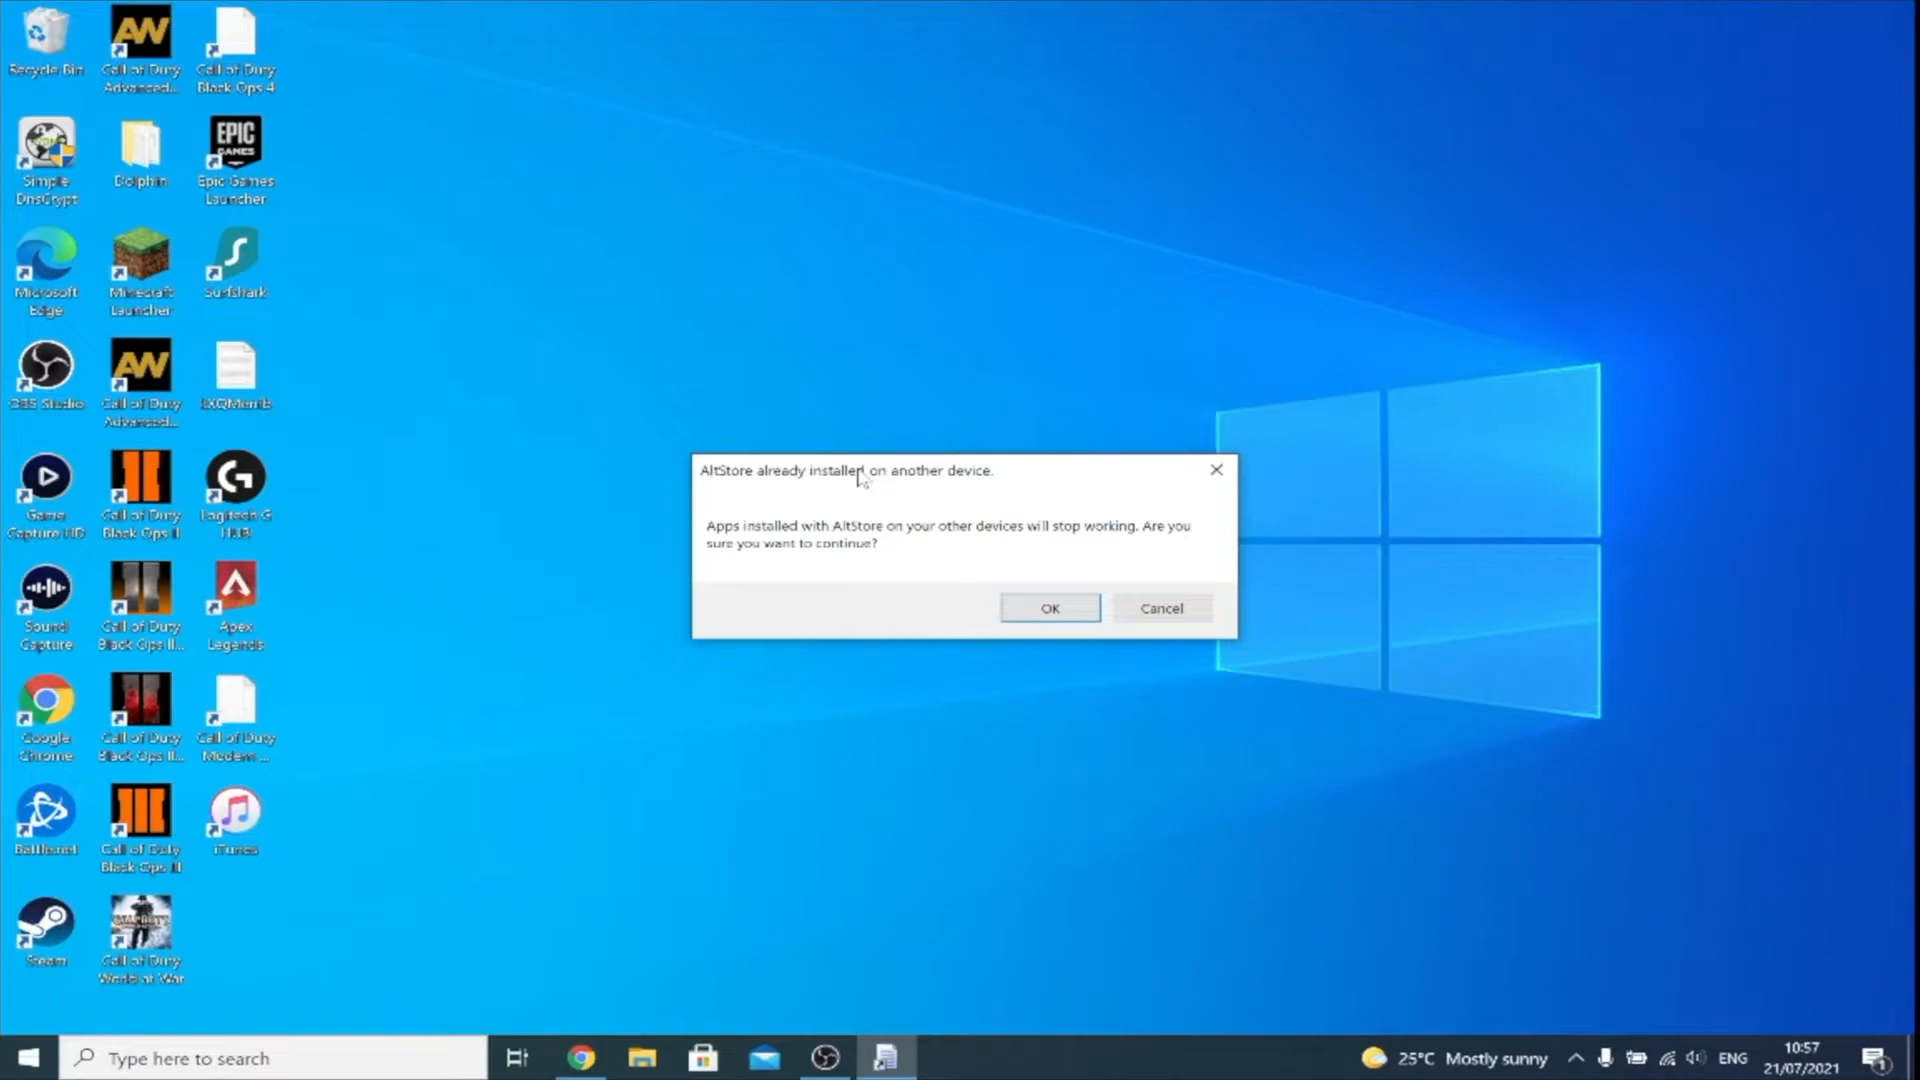 Recycle Bin
Call of Duty
Advanced...
Call of Duty
Black Ops 4
Simple
DnsCrypt
Dolphin
EPIC
GAMES
Epic Games
Launcher
Microsoft
Edge
Minecraft
Launcher
Surfshark
OBS Studio
Call of Duty
Advanced...
Game
Capture HD
Call of Duty
Black Ops II
Logitech G
HUB
Sound
Capture
Call of Duty
Black Ops II...
Apex
Legends
Google
Chrome
Call of Duty
Black Ops II...
Call of Duty
Modern ...
Battle.net
Call of Duty
Black Ops III
iTunes
Steam
Call of Duty
World at War
AltStore already installed on another device.
Apps installed with AltStore on your other devices will stop working. Are you
sure you want to continue?
OK
Cancel
Type here to search
25°C Mostly sunny
ENG
10:57
21/07/2021
1